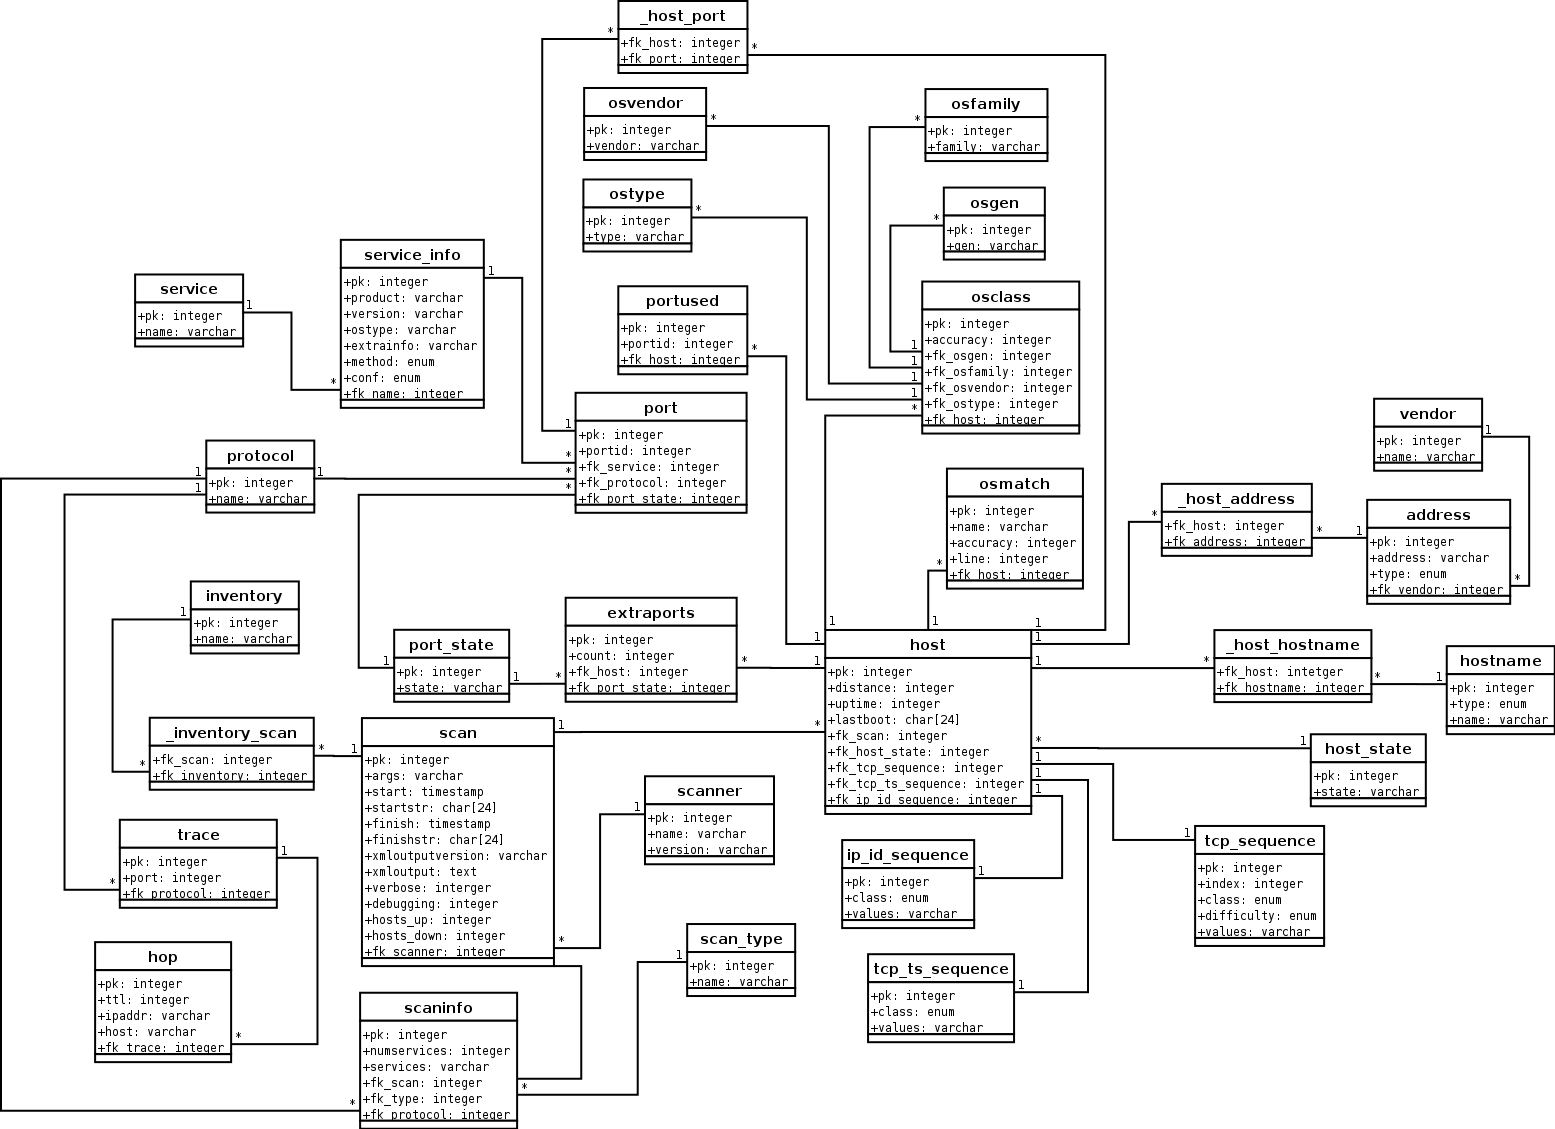 _host_port
+fk_host: integer
+fk_port: integer
osvendor
+pk: integer
+vendor: varchar
osfamily
+pk: integer
+family: varchar
ostype
+pk: integer
+type: varchar
osgen
+pk: integer
+gen: varchar
service_info
+pk: integer
+product: varchar
+version: varchar
+ostype: varchar
+extrainfo: varchar
+method: enum
+conf: enum
+fk_name: integer
service
+pk: integer
+name: varchar
portused
+pk: integer
+portid: integer
+fk_host: integer
osclass
+pk: integer
+accuracy: integer
+fk_osgen: integer
+fk_osfamily: integer
+fk_osvendor: integer
+fk_ostype: integer
+fk_host: integer
port
+pk: integer
+portid: integer
+fk_service: integer
+fk_protocol: integer
+fk_port_state: integer
vendor
+pk: integer
+name: varchar
protocol
+pk: integer
+name: varchar
osmatch
+pk: integer
+name: varchar
+accuracy: integer
+line: integer
+fk_host: integer
_host_address
+fk_host: integer
+fk_address: integer
address
+pk: integer
+address: varchar
+type: enum
+fk_vendor: integer
inventory
+pk: integer
+name: varchar
extraports
+pk: integer
+count: integer
+fk_host: integer
+fk_port_state: integer
port_state
+pk: integer
+state: varchar
host
+pk: integer
+distance: integer
+uptime: integer
+lastboot: char[24]
+fk_scan: integer
+fk_host_state: integer
+fk_tcp_sequence: integer
+fk_tcp_ts_sequence: integer
+fk_ip_id_sequence: integer
_host_hostname
+fk_host: intetger
+fk_hostname: integer
hostname
+pk: integer
+type: enum
+name: varchar
_inventory_scan
+fk_scan: integer
+fk_inventory: integer
scan
+pk: integer
+args: varchar
+start: timestamp
+startstr: char[24]
+finish: timestamp
+finishstr: char[24]
+xmloutputversion: varchar
+xmloutput: text
+verbose: interger
+debugging: integer
+hosts_up: integer
+hosts_down: integer
+fk_scanner: integer
host_state
+pk: integer
+state: varchar
scanner
+pk: integer
+name: varchar
+version: varchar
trace
+pk: integer
+port: integer
+fk_protocol: integer
ip_id_sequence
+pk: integer
+class: enum
+values: varchar
tcp_sequence
+pk: integer
+index: integer
+class: enum
+difficulty: enum
+values: varchar
scan_type
+pk: integer
+name: varchar
hop
+pk: integer
+ttl: integer
+ipaddr: varchar
+host: varchar
+fk_trace: integer
tcp_ts_sequence
+pk: integer
+class: enum
+values: varchar
scaninfo
+pk: integer
+numservices: integer
+services: varchar
+fk_scan: integer
+fk_type: integer
+fk_protocol: integer